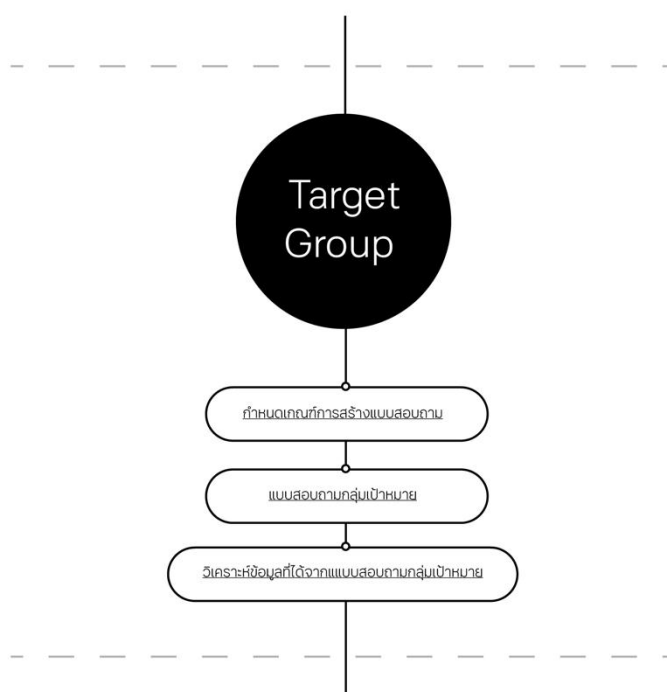 Target
Group
กำหนดเกณฑ์การสร้างแบบสอบถาม
แบบสอบถามกลุ่มเป้าหมาย
วิเคราะห์ข้อมูลที่ได้จากแแบบสอบถามกลุ่มเป้าหมาย